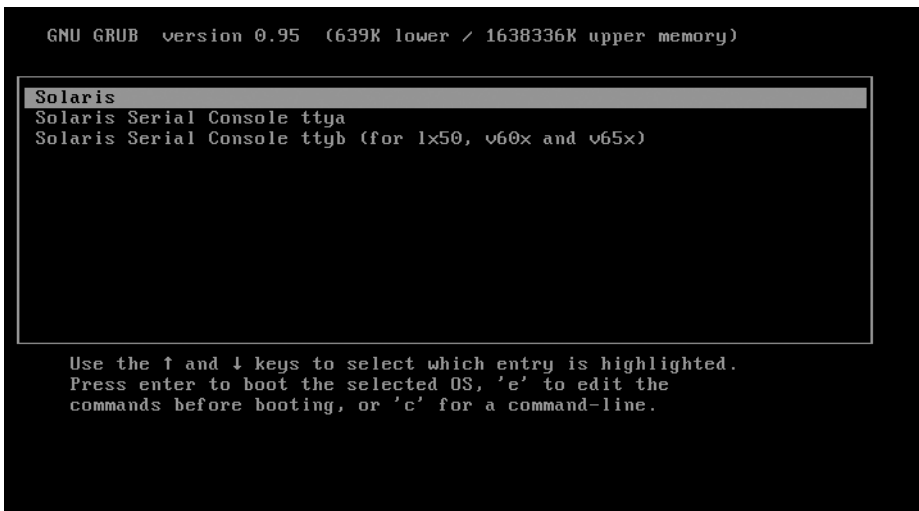 GNU GRUB version 0.95 (639K lower / 1638336K upper memory)
Solaris
Solaris Serial Console ttya
Solaris Serial Console ttyb (for lx50, v60x and v65x)
Use the ↑ and ↓ keys to select which entry is highlighted.
Press enter to boot the selected OS, 'e' to edit the
commands before booting, or 'c' for a command-line.